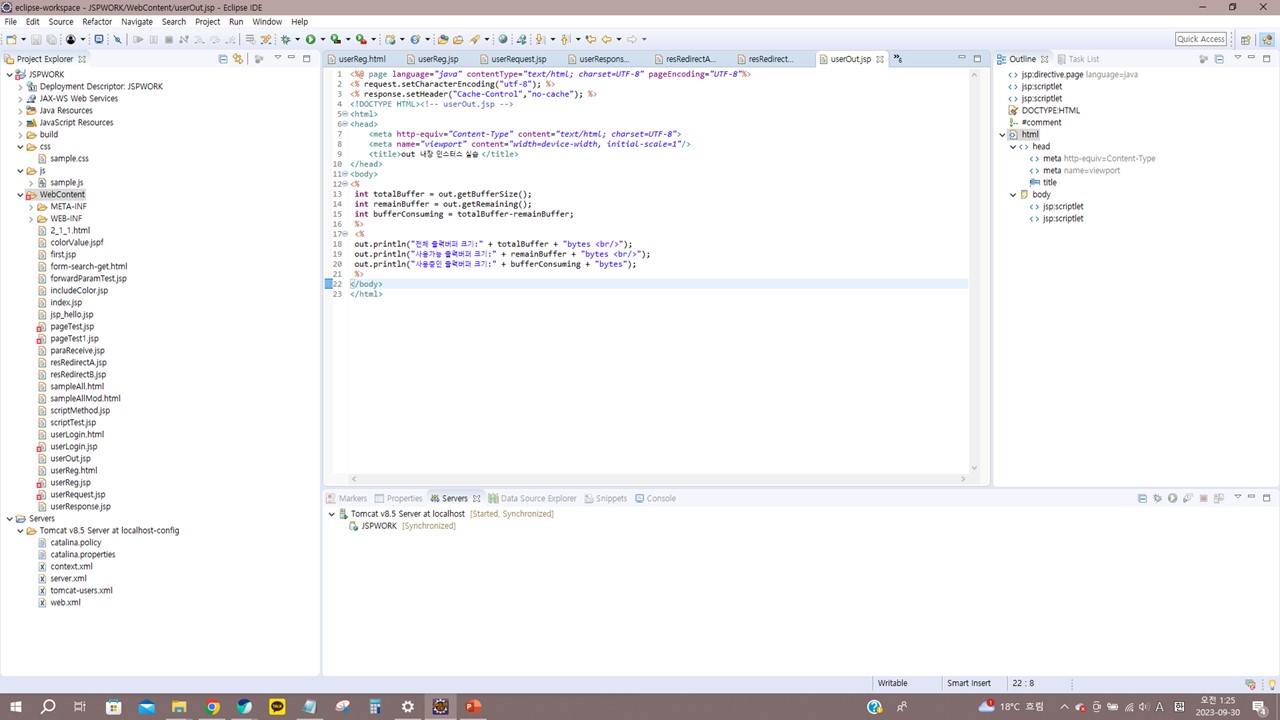 eclipse-workspace - JSPWORK/WebContent/userOut.jsp - Eclipse IDE
File Edit Source Refactor Navigate Search Project Run Window Help
Quick Access
Project Explorer
JSPWORK
Deployment Descriptor: JSPWORK
JAX-WS Web Services
Java Resources
JavaScript Resources
build
css
sample.css
js
sample.js
WebContent
META-INF
WEB-INF
2_1_1.html
colorValue.jspf
first.jsp
form-search-get.html
forwardParamTest.jsp
includeColor.jsp
index.jsp
jsp_hello.jsp
pageTest.jsp
pageTest1.jsp
paraReceive.jsp
resRedirectA.jsp
resRedirectB.jsp
sampleAll.html
sampleAllMod.html
scriptMethod.jsp
scriptTest.jsp
userLogin.html
userLogin.jsp
userOut.jsp
userReg.html
userReg.jsp
userRequest.jsp
userResponse.jsp
Servers
Tomcat v8.5 Server at localhost-config
catalina.policy
catalina.properties
context.xml
server.xml
tomcat-users.xml
web.xml
userReg.html userReg.jsp userRequest.jsp userRespons... resRedirectA... resRedirect... userOut.jsp
1 <%@ page language="java" contentType="text/html; charset=UTF-8" pageEncoding="UTF-8"%>
2 <% request.setCharacterEncoding("utf-8"); %>
3 <% response.setHeader("Cache-Control","no-cache"); %>
4 <!DOCTYPE HTML><!-- userOut.jsp -->
5 <html>
6 <head>
7 <meta http-equiv="Content-Type" content="text/html; charset=UTF-8">
8 <meta name="viewport" content="width=device-width, initial-scale=1"/>
9 <title>out 내장 인스터스 실습 </title>
10 </head>
11 <body>
12 <%
13 int totalBuffer = out.getBufferSize();
14 int remainBuffer = out.getRemaining();
15 int bufferConsuming = totalBuffer-remainBuffer;
16 %>
17 <%
18 out.println("전체 출력버퍼 크기:" + totalBuffer + "bytes <br/>");
19 out.println("사용가능 출력버퍼 크기:" + remainBuffer + "bytes <br/>");
20 out.println("사용중인 출력버퍼 크기:" + bufferConsuming + "bytes");
21 %>
22 </body>
23 </html>
Outline Task List
jsp:directive.page language=java
jsp:scriptlet
jsp:scriptlet
DOCTYPE:HTML
#comment
html
head
meta http-equiv=Content-Type
meta name=viewport
title
body
jsp:scriptlet
jsp:scriptlet
Markers Properties Servers Data Source Explorer Snippets Console
Tomcat v8.5 Server at localhost [Started, Synchronized]
JSPWORK [Synchronized]
Writable Smart Insert 22 : 8
TALK
18°C 흐림
A
오전 1:25
2023-09-30
4